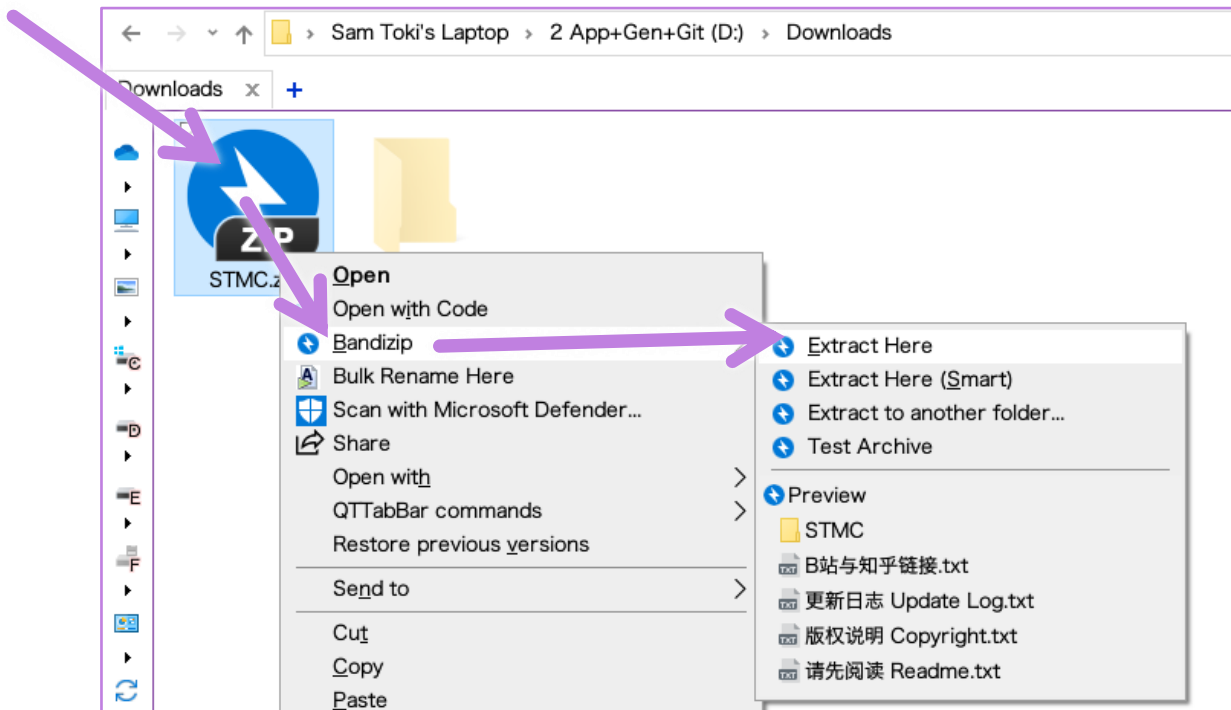 Sam Toki's Laptop › 2 App+Gen+Git (D:) › Downloads
Downloads x +
ZIP
STMC.z
Open
Open with Code
Bandizip
Bulk Rename Here
Scan with Microsoft Defender...
Share
Open with
QTTabBar commands
Restore previous versions
Send to
Cut
Copy
Paste
Extract Here
Extract Here (Smart)
Extract to another folder...
Test Archive
Preview
STMC
TXT B站与知乎链接.txt
TXT 更新日志 Update Log.txt
TXT 版权说明 Copyright.txt
TXT 请先阅读 Readme.txt
C
D
E
F